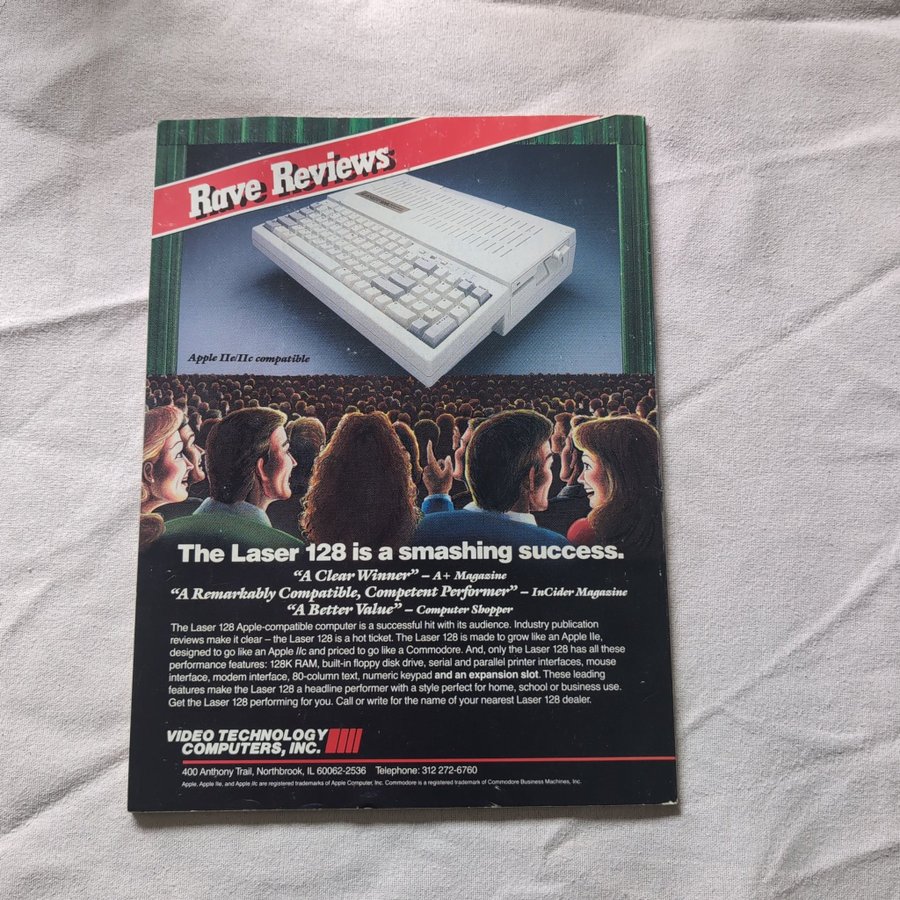 Rave Reviews
Apple IIe/IIc compatible
The Laser 128 is a smashing success.
“A Clear Winner” – A+ Magazine
“A Remarkably Compatible, Competent Performer” – InCider Magazine
“A Better Value” – Computer Shopper
The Laser 128 Apple-compatible computer is a successful hit with its audience. Industry publication
reviews make it clear – the Laser 128 is a hot ticket. The Laser 128 is made to grow like an Apple IIe,
designed to go like an Apple //c and priced to go like a Commodore. And, only the Laser 128 has all these
performance features: 128K RAM, built-in floppy disk drive, serial and parallel printer interfaces, mouse
interface, modem interface, 80-column text, numeric keypad and an expansion slot. These leading
features make the Laser 128 a headline performer with a style perfect for home, school or business use.
Get the Laser 128 performing for you. Call or write for the name of your nearest Laser 128 dealer.
VIDEO TECHNOLOGY
COMPUTERS, INC.
400 Anthony Trail, Northbrook, IL 60062-2536 Telephone: 312 272-6760
Apple, Apple IIe, and Apple //c are registered trademarks of Apple Computer, Inc. Commodore is a registered trademark of Commodore Business Machines, Inc.